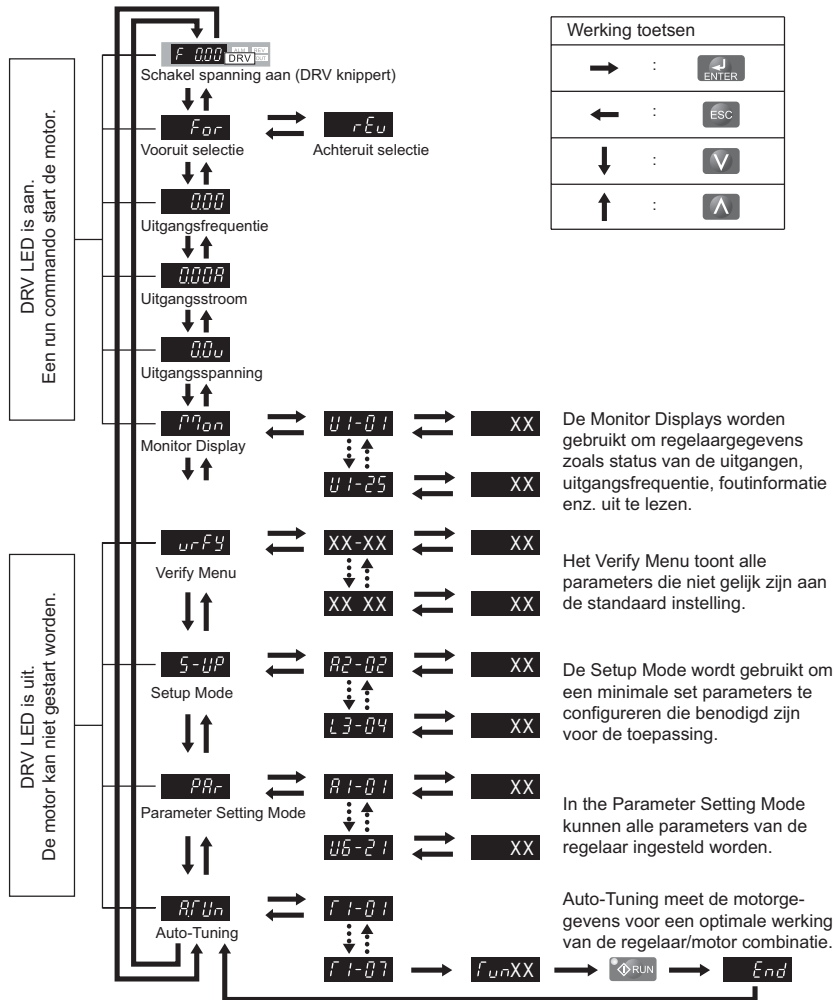 F 0.00 ALM REV DRV OUT
Schakel spanning aan (DRV knippert)
For
rEv
Vooruit selectie
Achteruit selectie
0.00
Uitgangsfrequentie
0.00A
Uitgangsstroom
0.0v
Uitgangsspanning
Mon
Monitor Display
U1-01
XX
U1-25
XX
De Monitor Displays worden
gebruikt om regelaargegevens
zoals status van de uitgangen,
uitgangsfrequentie, foutinformatie
enz. uit te lezen.
vrFY
Verify Menu
XX-XX
XX
XX XX
XX
Het Verify Menu toont alle
parameters die niet gelijk zijn aan
de standaard instelling.
S-UP
Setup Mode
A2-02
XX
L3-04
XX
De Setup Mode wordt gebruikt om
een minimale set parameters te
configureren die benodigd zijn
voor de toepassing.
PAr
Parameter Setting Mode
A1-01
XX
U6-21
XX
In the Parameter Setting Mode
kunnen alle parameters van de
regelaar ingesteld worden.
A.TUn
Auto-Tuning
T1-01
T1-07
TunXX
RUN
End
Auto-Tuning meet de motorge-
gevens voor een optimale werking
van de regelaar/motor combinatie.
DRV LED is aan.
Een run commando start de motor.
DRV LED is uit.
De motor kan niet gestart worden.
Werking toetsen
: ENTER
: ESC
:
: